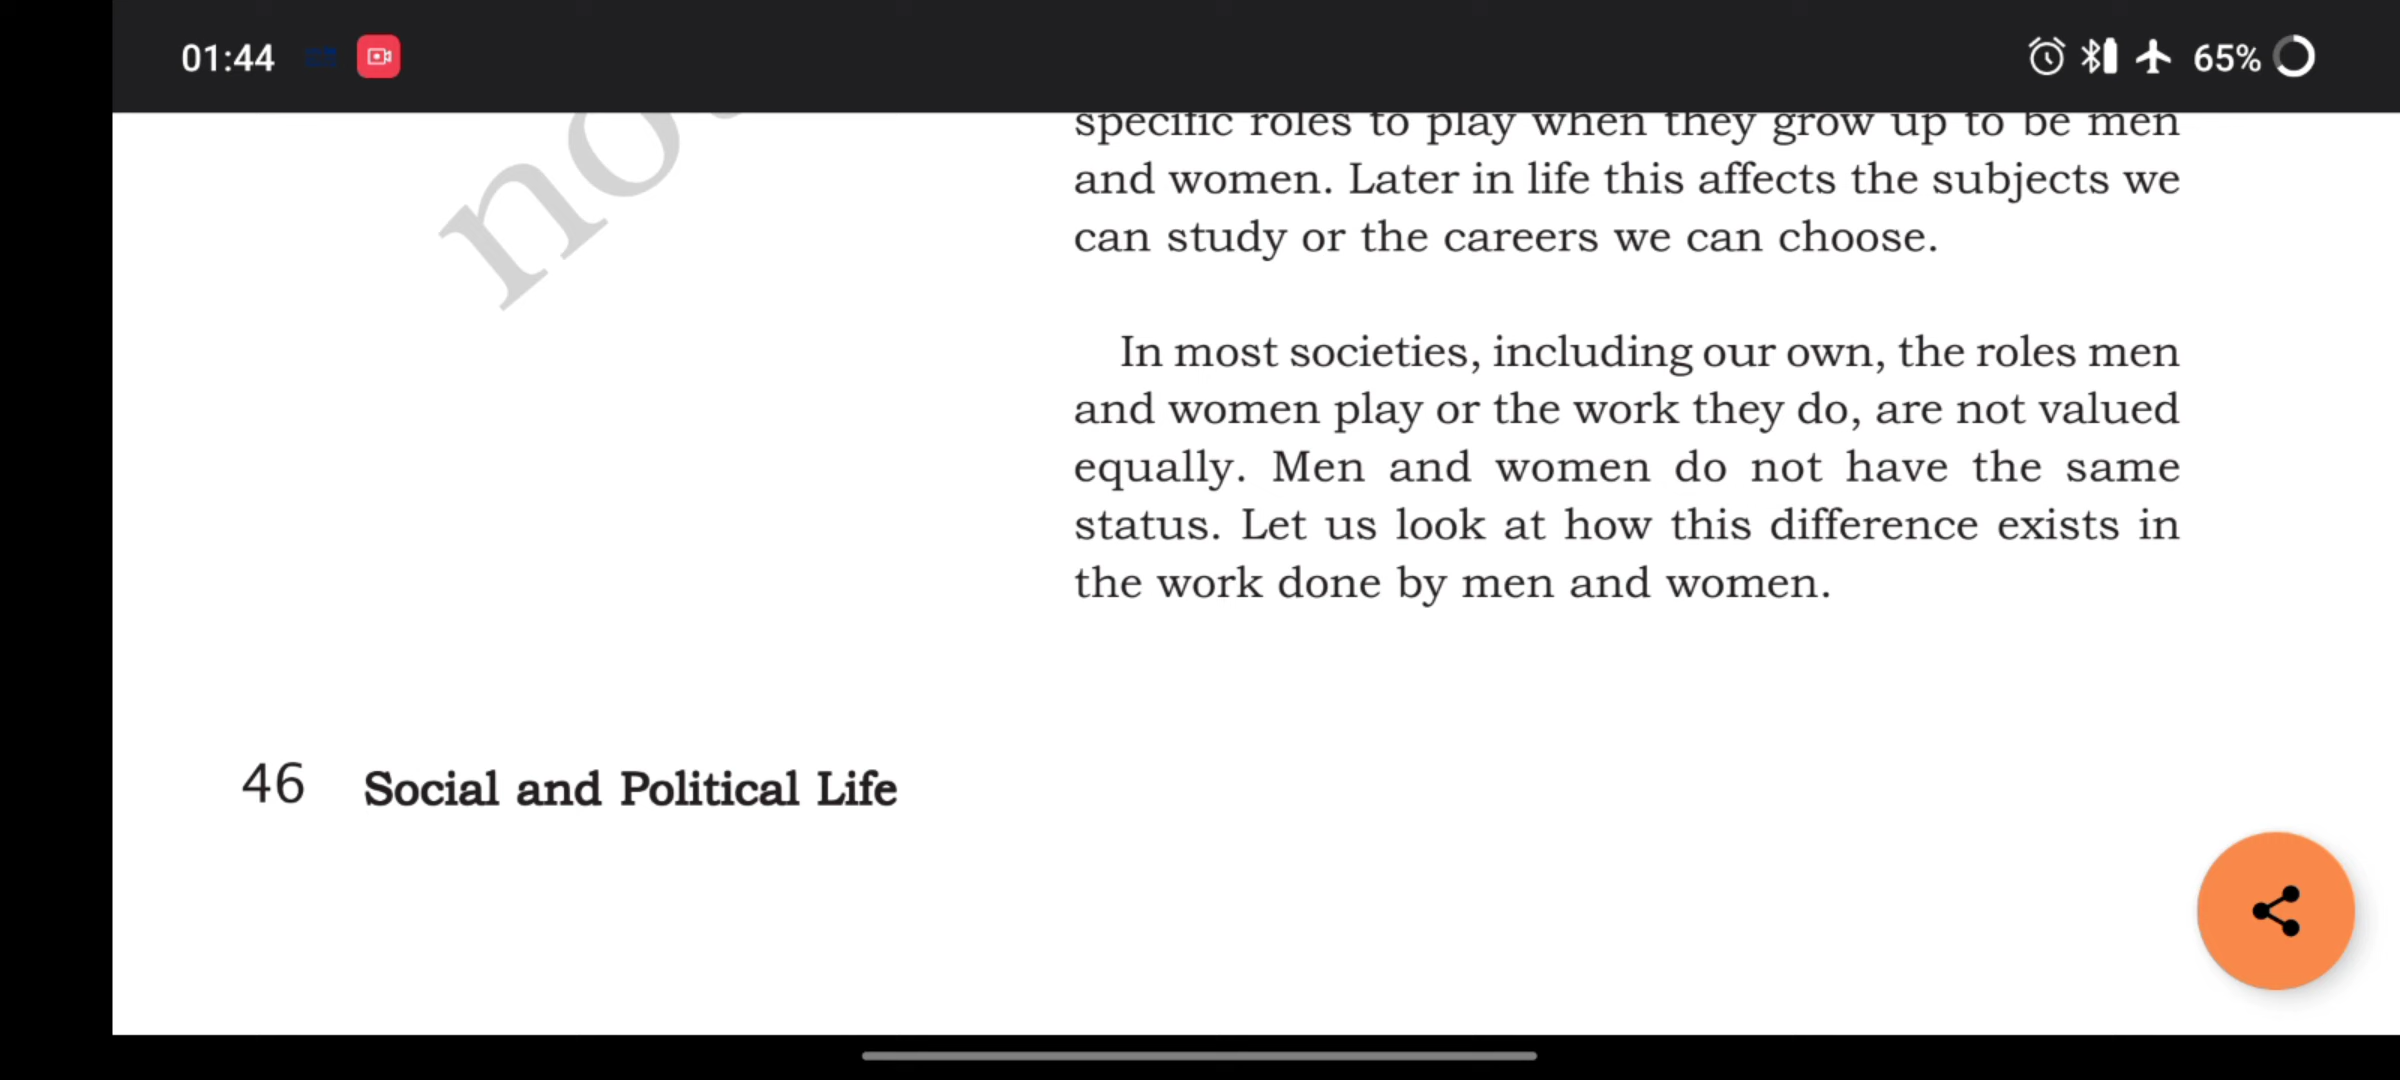 01:44
65%
no
specific roles to play when they grow up to be men
and women. Later in life this affects the subjects we
can study or the careers we can choose.
In most societies, including our own, the roles men
and women play or the work they do, are not valued
equally. Men and women do not have the same
status. Let us look at how this difference exists in
the work done by men and women.
46 Social and Political Life